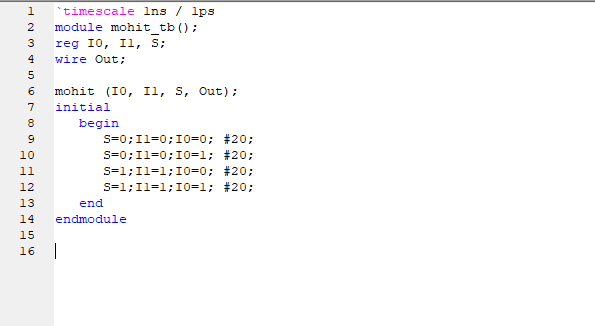 1 `timescale 1ns / 1ps
2 module mohit_tb();
3 reg I0, I1, S;
4 wire Out;
5
6 mohit (I0, I1, S, Out);
7 initial
8 begin
9 S=0;I1=0;I0=0; #20;
10 S=0;I1=0;I0=1; #20;
11 S=1;I1=1;I0=0; #20;
12 S=1;I1=1;I0=1; #20;
13 end
14 endmodule
15
16